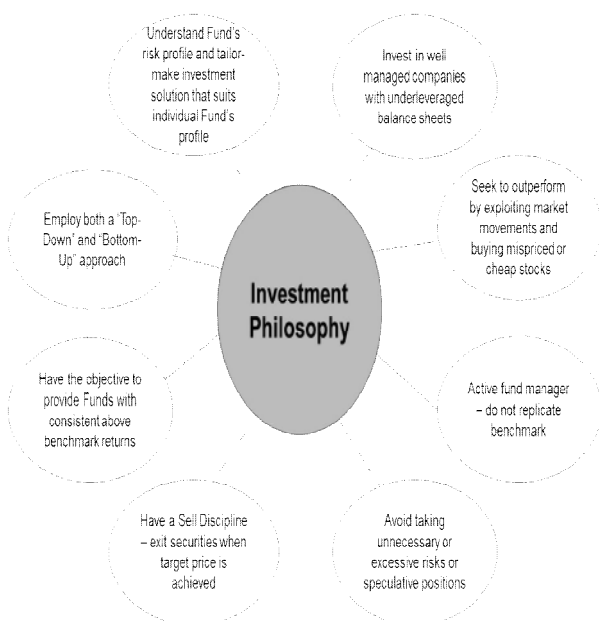 Understand Fund's
risk profile and tailor-
make investment
solution that suits
individual Fund's
profile
Invest in well
managed companies
with underleveraged
balance sheets
Employ both a "Top-
Down" and "Bottom-
Up" approach
Seek to outperform
by exploiting market
movements and
buying mispriced or
cheap stocks
Investment
Philosophy
Have the objective to
provide Funds with
consistent above
benchmark returns
Active fund manager
– do not replicate
benchmark
Have a Sell Discipline
– exit securities when
target price is
achieved
Avoid taking
unnecessary or
excessive risks or
speculative positions